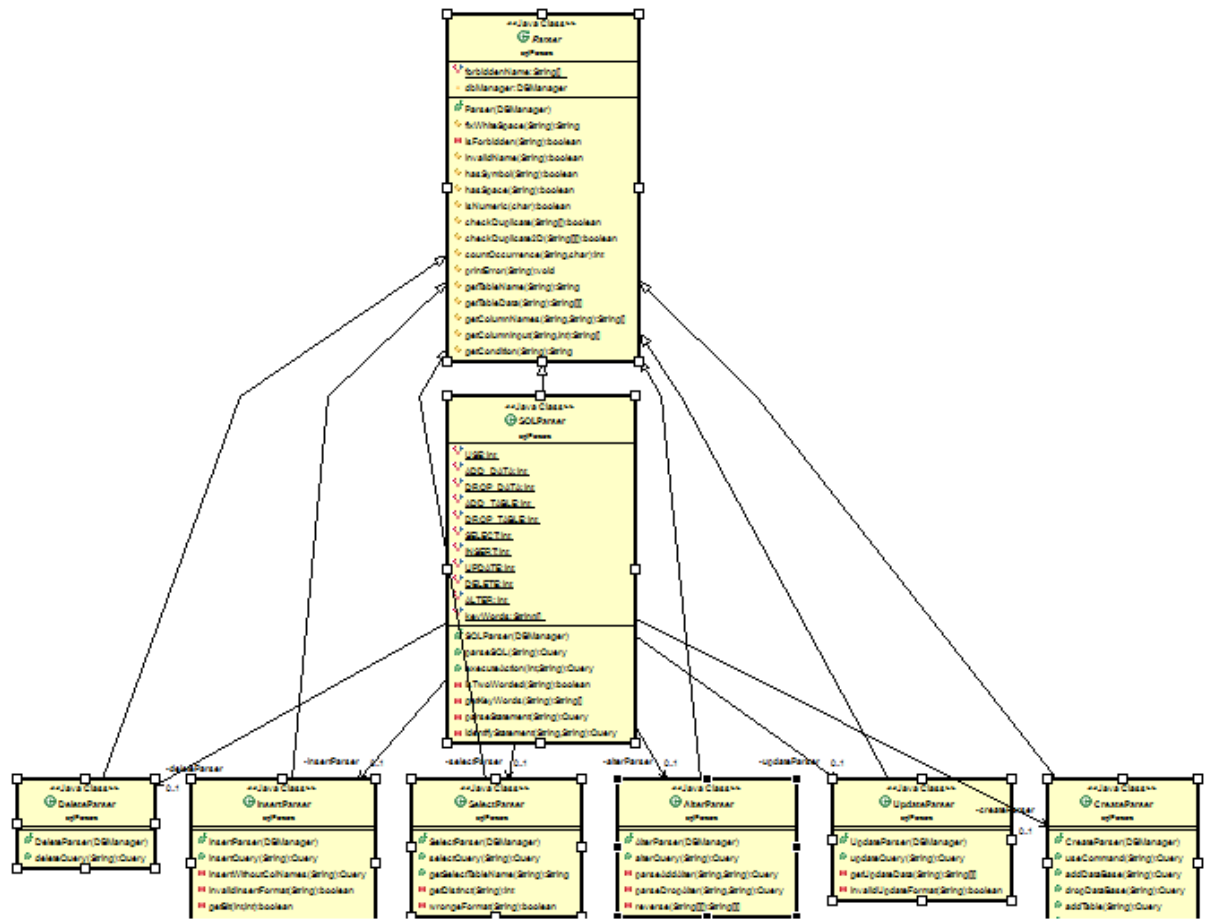 <<Java Class>>
Parser
sqlParser
forbiddenName:String[]
dbManager:DBManager
Parser(DBManager)
fixWhiteSpace(String):String
isForbidden(String):boolean
invalidName(String):boolean
hasSymbol(String):boolean
hasSpace(String):boolean
isNumeric(char):boolean
checkDuplicate(String[]):boolean
checkDuplicate2D(String[][]):boolean
countOccurrence(String,char):int
printError(String):void
getTableName(String):String
getTableData(String):String[][]
getColumnNames(String,String):String[]
getColumnInput(String,int):String[]
getCondition(String):String
<<Java Class>>
SQLParser
sqlParser
USE:int
ADD_DATA:int
DROP_DATA:int
ADD_TABLE:int
DROP_TABLE:int
SELECT:int
INSERT:int
UPDATE:int
DELETE:int
ALTER:int
keyWords:String[]
SQLParser(DBManager)
parseSQL(String):Query
executeAction(int,String):Query
isTwoWorded(String):boolean
getKeyWords(String):String[]
parseStatement(String):Query
identifyStatement(String,String):Query
-deleteParser
0..1
-insertParser
0..1
-selectParser
0..1
-alterParser
0..1
-updateParser
0..1
-createParser
0..1
<<Java Class>>
DeleteParser
sqlParser
DeleteParser(DBManager)
deleteQuery(String):Query
<<Java Class>>
InsertParser
sqlParser
InsertParser(DBManager)
insertQuery(String):Query
insertWithoutColNames(String):Query
invalidInserFormat(String):boolean
getBit(int,int):boolean
<<Java Class>>
SelectParser
sqlParser
SelectParser(DBManager)
selectQuery(String):Query
getSelectTableName(String):String
getDistinct(String):int
wrongeFormat(String):boolean
<<Java Class>>
AlterParser
sqlParser
AlterParser(DBManager)
alterQuery(String):Query
parseAddAlter(String,String):Query
parseDropAlter(String,String):Query
reverse(String[][]):String[][]
<<Java Class>>
UpdateParser
sqlParser
UpdateParser(DBManager)
updateQuery(String):Query
getUpdateData(String):String[][]
invalidUpdateFormat(String):boolean
<<Java Class>>
CreateParser
sqlParser
CreateParser(DBManager)
useCommand(String):Query
addDataBase(String):Query
dropDataBase(String):Query
addTable(String):Query